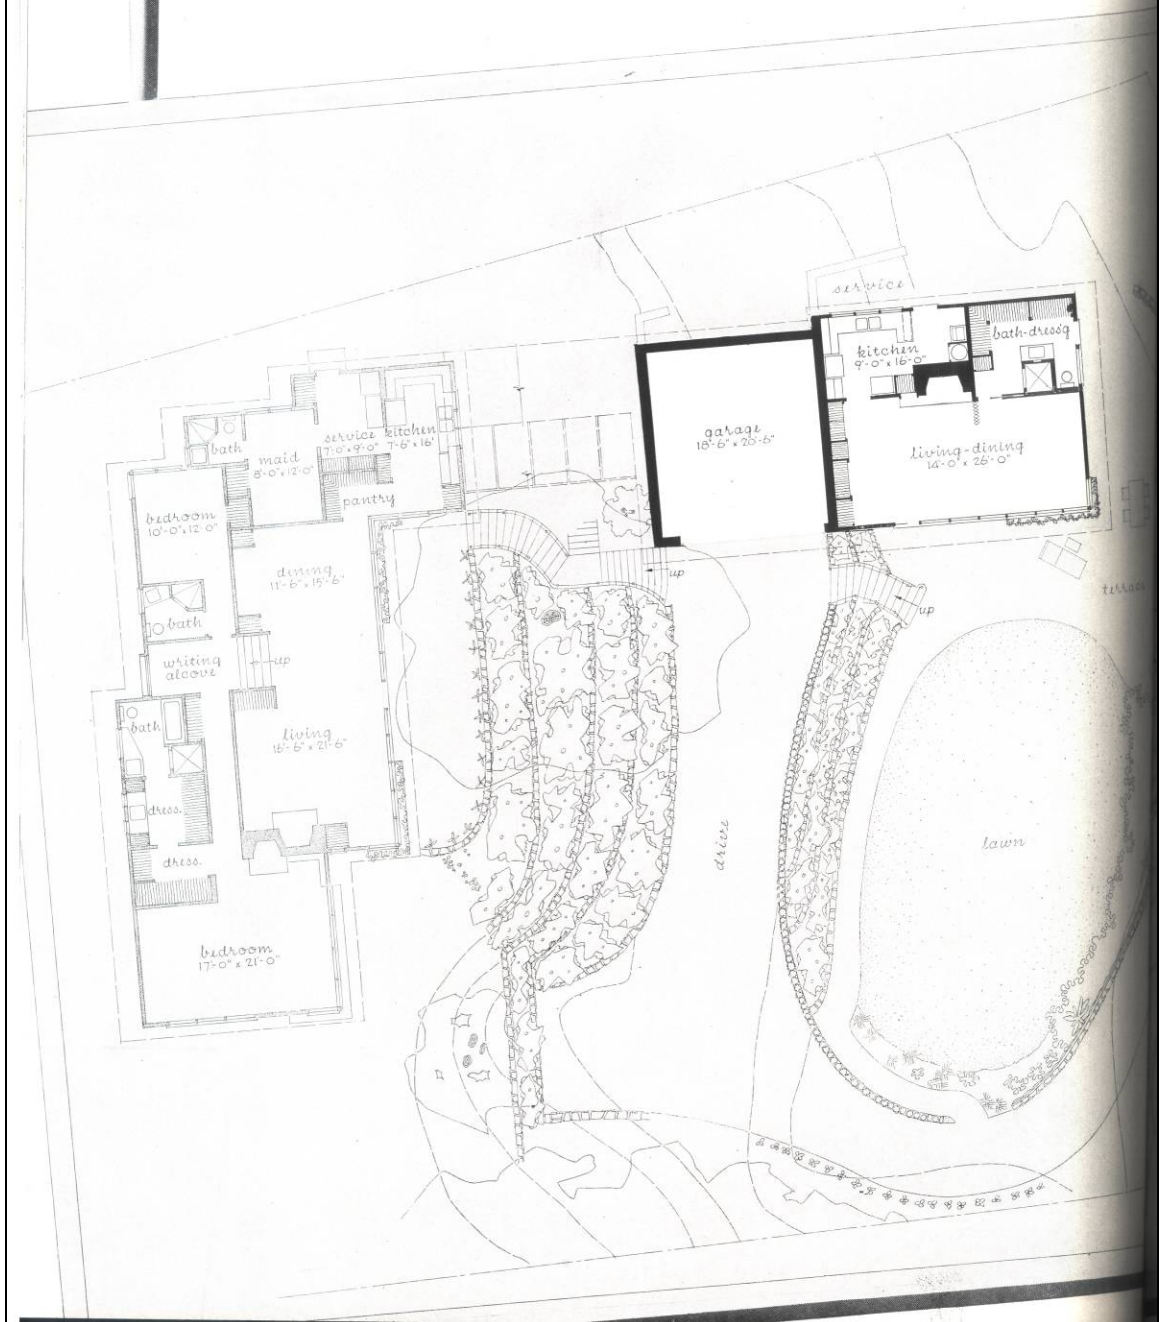 service
kitchen
9'-0" x 16'-0"
bath-dress'g
garage
18'-6" x 20'-6"
living-dining
14'-0" x 26'-0"
up
up
terrace
bath
maid
8'-0" x 12'-0"
service
7'-0" x 9'-0"
kitchen
7'-6" x 16'
pantry
bedroom
10'-0" x 12'-0"
dining
11'-6" x 15'-6"
bath
writing
alcove
up
bath
living
16'-6" x 21'-6"
dress.
dress.
bedroom
17'-0" x 21'-0"
drive
lawn